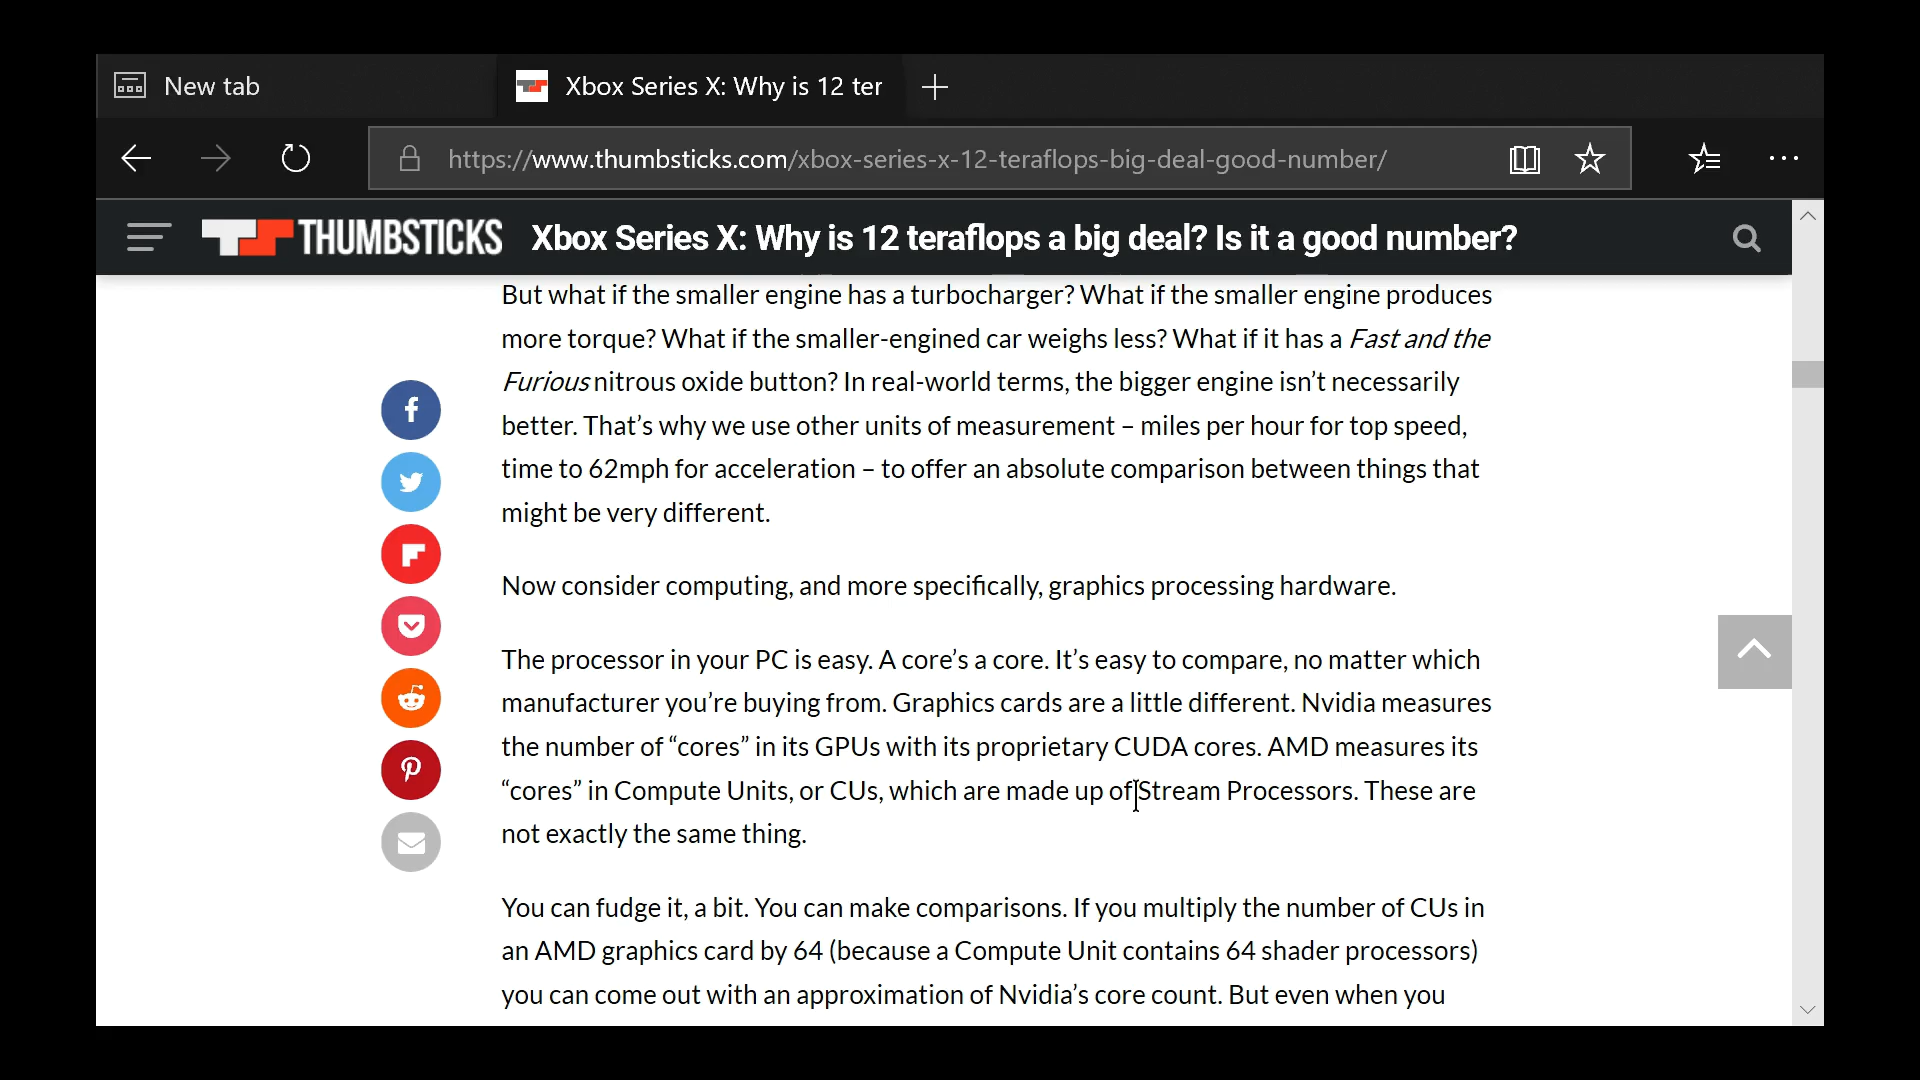 New tab
Xbox Series X: Why is 12 ter
https://www.thumbsticks.com/xbox-series-x-12-teraflops-big-deal-good-number/
THUMBSTICKS
Xbox Series X: Why is 12 teraflops a big deal? Is it a good number?
But what if the smaller engine has a turbocharger? What if the smaller engine produces
more torque? What if the smaller-engined car weighs less? What if it has a Fast and the
Furious nitrous oxide button? In real-world terms, the bigger engine isn’t necessarily
better. That’s why we use other units of measurement – miles per hour for top speed,
time to 62mph for acceleration – to offer an absolute comparison between things that
might be very different.
Now consider computing, and more specifically, graphics processing hardware.
The processor in your PC is easy. A core’s a core. It’s easy to compare, no matter which
manufacturer you’re buying from. Graphics cards are a little different. Nvidia measures
the number of “cores” in its GPUs with its proprietary CUDA cores. AMD measures its
“cores” in Compute Units, or CUs, which are made up of Stream Processors. These are
not exactly the same thing.
You can fudge it, a bit. You can make comparisons. If you multiply the number of CUs in
an AMD graphics card by 64 (because a Compute Unit contains 64 shader processors)
you can come out with an approximation of Nvidia’s core count. But even when you